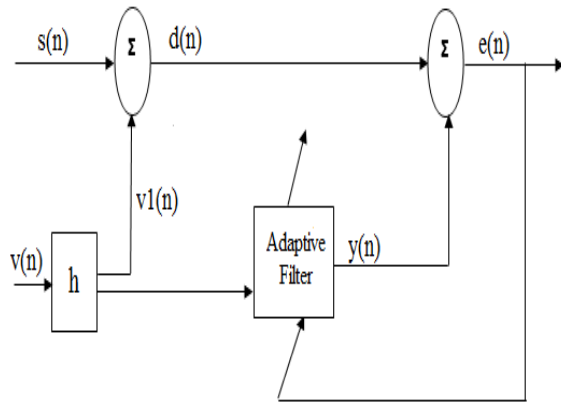 s(n)
Σ
d(n)
Σ
e(n)
v1(n)
v(n)
h
Adaptive
Filter
y(n)